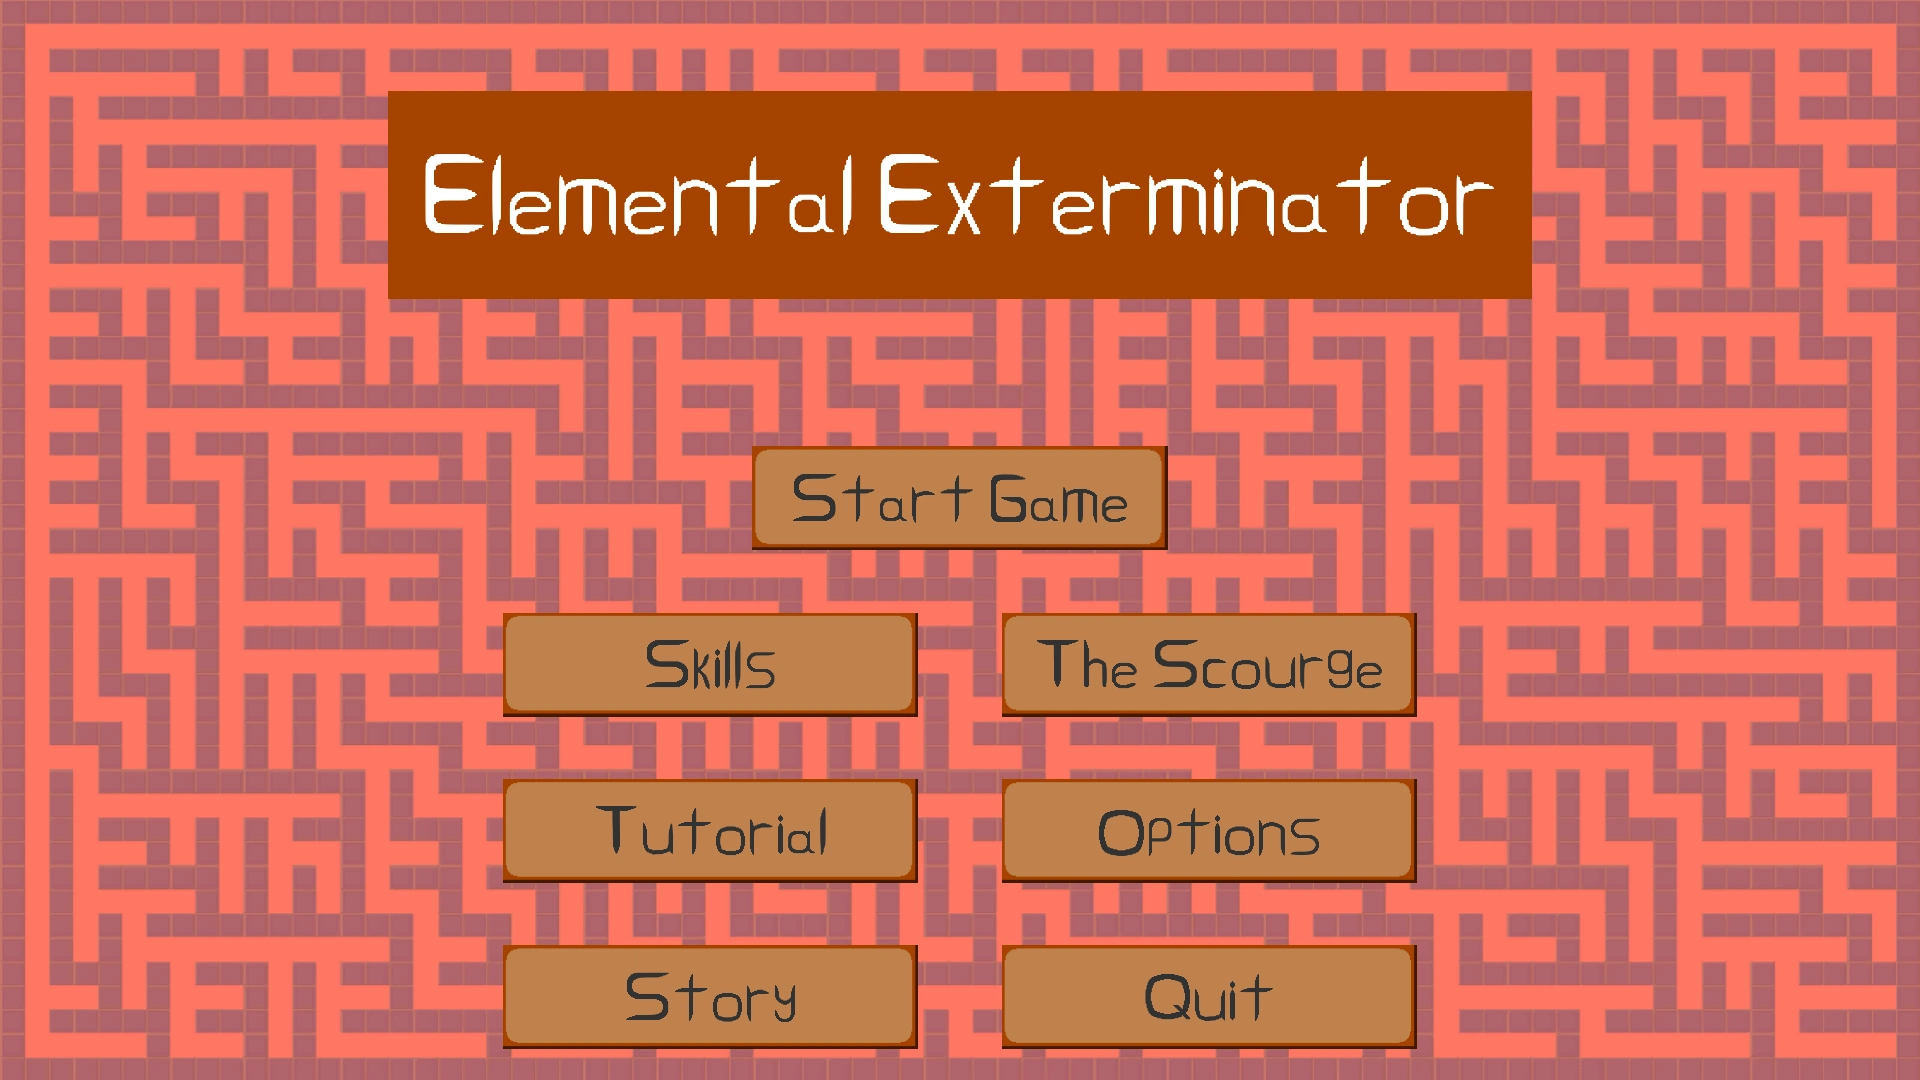 Elemental Exterminator
Start Game
Skills
The Scourge
Tutorial
Options
Story
Quit